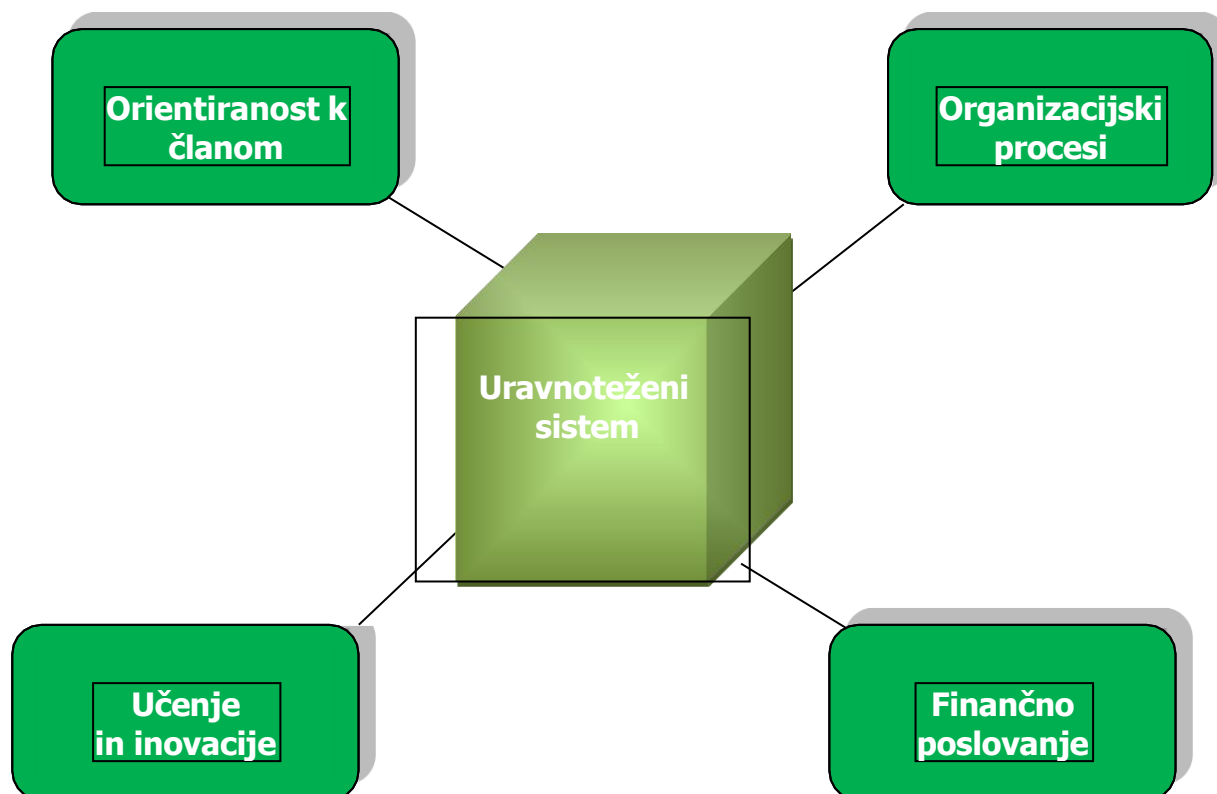 Orientiranost k
članom
Organizacijski
procesi
Uravnoteženi
sistem
Učenje
in inovacije
Finančno
poslovanje